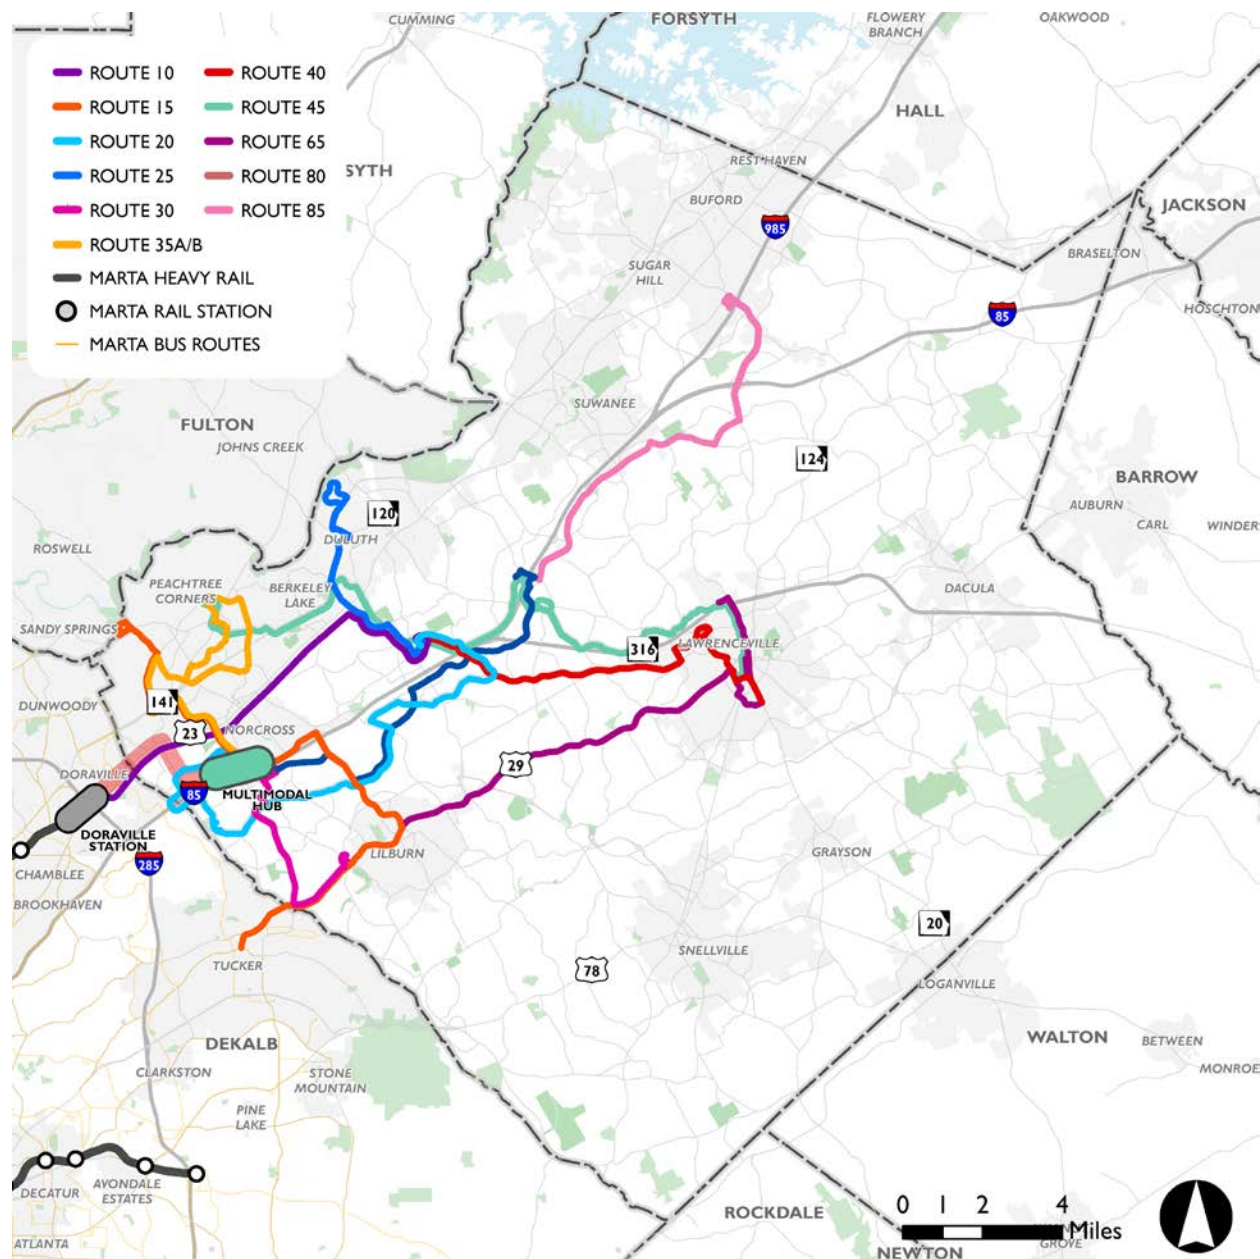 FORSYTH
CUMMING
FLOWERY
BRANCH
OAKWOOD
ROUTE 10
ROUTE 15
ROUTE 20
ROUTE 25
ROUTE 30
ROUTE 35A/B
MARTA HEAVY RAIL
MARTA RAIL STATION
MARTA BUS ROUTES
ROUTE 40
ROUTE 45
ROUTE 65
ROUTE 80
ROUTE 85
SYTH
HALL
REST HAVEN
BUFORD
JACKSON
985
BRASELTON
SUGAR
HILL
HOSCHTON
85
SUWANEE
FULTON
JOHNS CREEK
124
BARROW
AUBURN
CARL
WINDER
120
DULUTH
ROSWELL
PEACHTREE
CORNERS
BERKELEY
LAKE
DACULA
SANDY SPRINGS
316
LAWRENCEVILLE
141
DUNWOODY
23
NORCROSS
29
DORAVILLE
85
MULTIMODAL
HUB
DORAVILLE
STATION
285
CHAMBLEE
LILBURN
GRAYSON
BROOKHAVEN
20
SNELLVILLE
TUCKER
78
LOGANVILLE
WALTON
BETWEEN
DEKALB
CLARKSTON
STONE
MOUNTAIN
MONROE
PINE
LAKE
AVONDALE
ESTATES
DECATUR
ROCKDALE
0 1 2 4
Miles
ATLANTA
NEWTON
GROVE